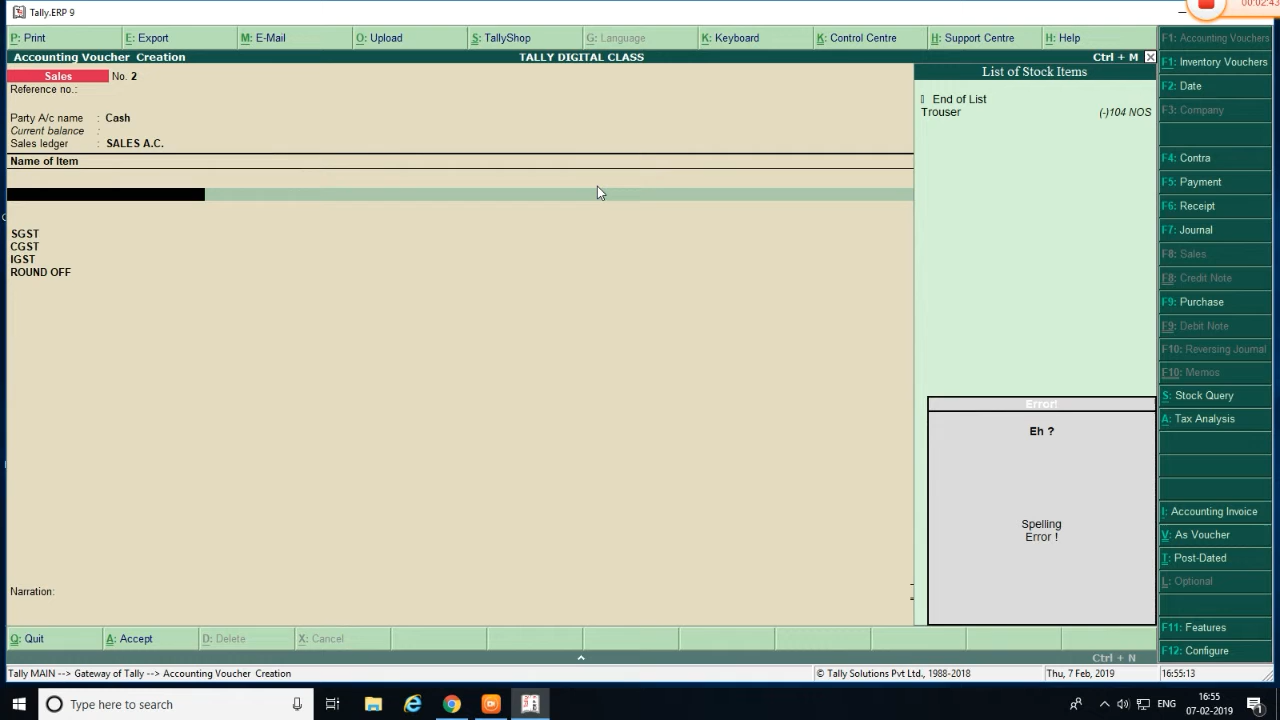 00:02:43
Tally.ERP 9
P: Print
E: Export
M: E-Mail
O: Upload
S: TallyShop
G: Language
K: Keyboard
K: Control Centre
H: Support Centre
H: Help
Accounting Voucher Creation
TALLY DIGITAL CLASS
Ctrl + M
Sales No. 2
Reference no.:
Party A/c name : Cash
Current balance :
Sales ledger : SALES A.C.
Name of Item
SGST
CGST
IGST
ROUND OFF
Narration:
List of Stock Items
End of List
Trouser (-)104 NOS
Error!
Eh ?
Spelling
Error !
F1: Accounting Vouchers
F1: Inventory Vouchers
F2: Date
F3: Company
F4: Contra
F5: Payment
F6: Receipt
F7: Journal
F8: Sales
F8: Credit Note
F9: Purchase
F9: Debit Note
F10: Reversing Journal
F10: Memos
S: Stock Query
A: Tax Analysis
I: Accounting Invoice
V: As Voucher
T: Post-Dated
L: Optional
F11: Features
F12: Configure
Q: Quit
A: Accept
D: Delete
X: Cancel
Ctrl + N
Tally MAIN --> Gateway of Tally --> Accounting Voucher Creation
© Tally Solutions Pvt Ltd., 1988-2018
Thu, 7 Feb, 2019
16:55:13
Type here to search
ENG
16:55
07-02-2019
1